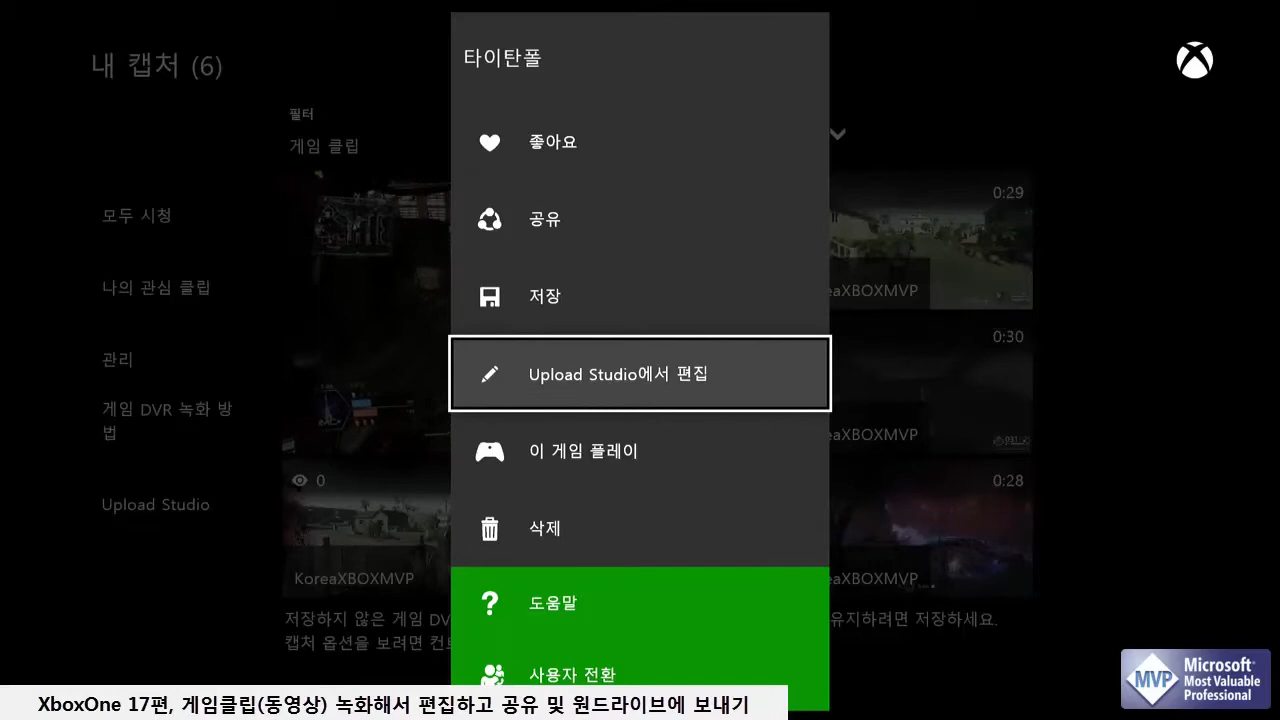 내 캡처 (6)
필터
게임 클립
모두 시청
나의 관심 클립
관리
게임 DVR 녹화 방
법
Upload Studio
타이탄폴
좋아요
공유
저장
Upload Studio에서 편집
이 게임 플레이
삭제
도움말
사용자 전환
0:29
eaXBOXMVP
0:30
eaXBOXMVP
0
0:28
KoreaXBOXMVP
eaXBOXMVP
저장하지 않은 게임 DV
유지하려면 저장하세요.
캡처 옵션을 보려면 컨트
Microsoft®
MVP
Most Valuable
Professional
XboxOne 17편, 게임클립(동영상) 녹화해서 편집하고 공유 및 원드라이브에 보내기